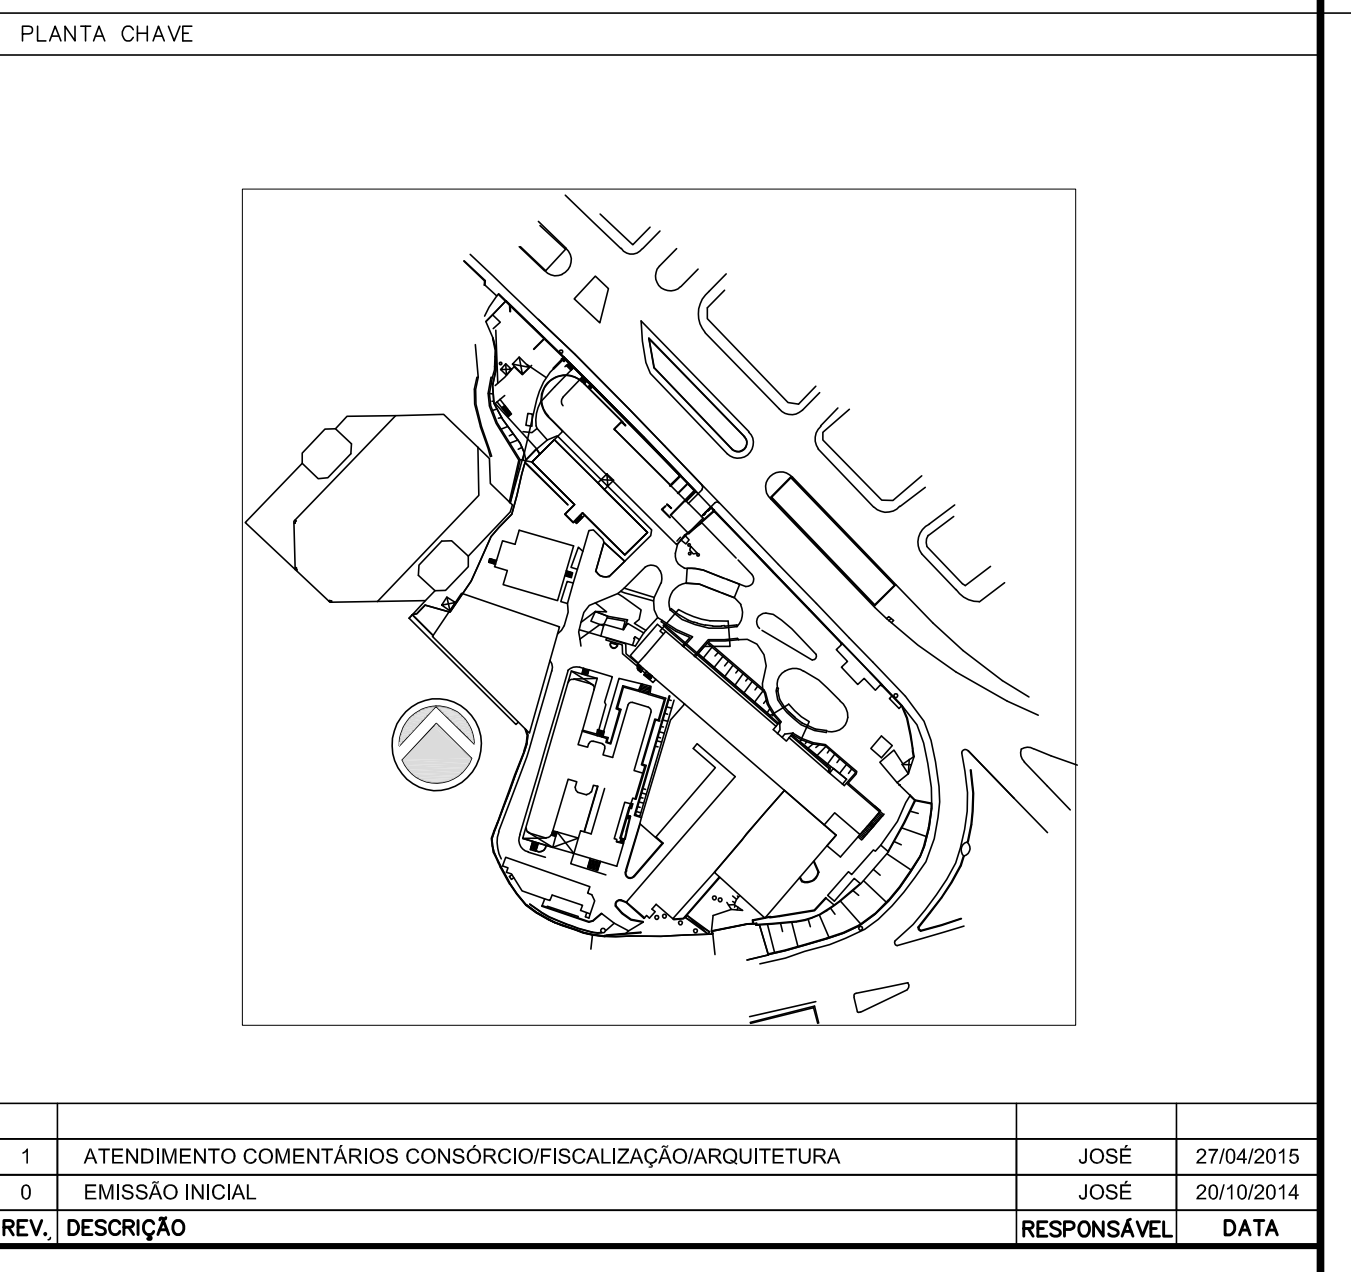 PLANTA CHAVE
1 ATENDIMENTO COMENTÁRIOS CONSÓRCIO/FISCALIZAÇÃO/ARQUITETURA JOSÉ 27/04/2015
0 EMISSÃO INICIAL JOSÉ 20/10/2014
REV. DESCRIÇÃO RESPONSÁVEL DATA